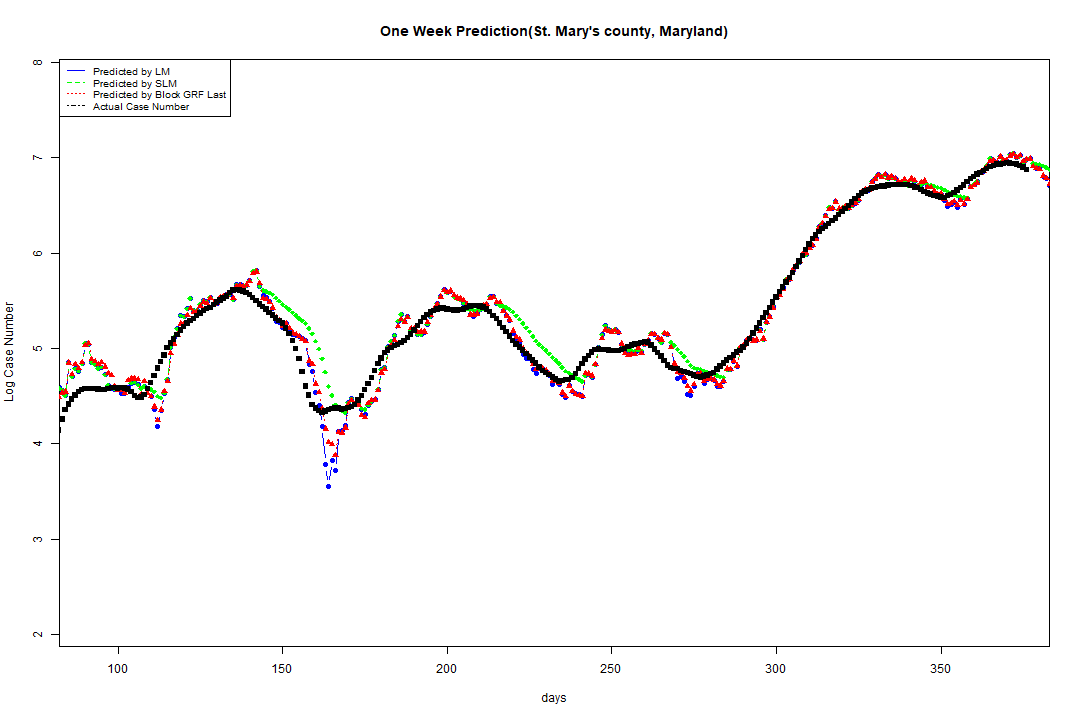 One Week Prediction(St. Mary's county, Maryland)
Predicted by LM
Predicted by SLM
Predicted by Block GRF Last
Actual Case Number
8
7
6
5
4
3
2
Log Case Number
100 150 200 250 300 350
days